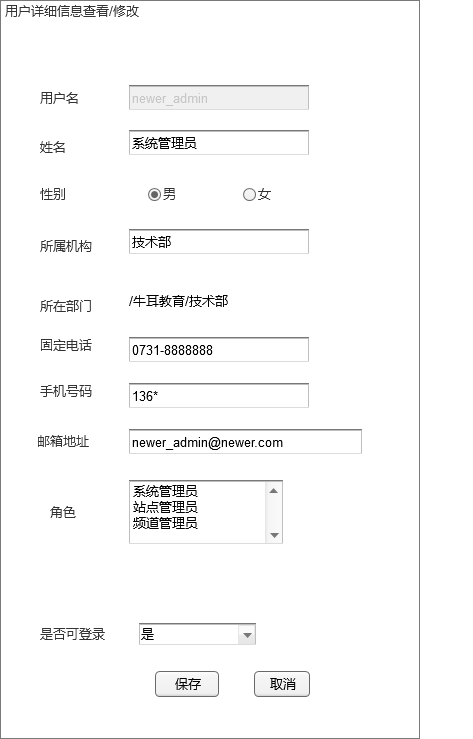 用户详细信息查看/修改
用户名 newer_admin
姓名 系统管理员
性别 男 女
所属机构 技术部
所在部门 /牛耳教育/技术部
固定电话 0731-8888888
手机号码 136*
邮箱地址 newer_admin@newer.com
系统管理员
角色 站点管理员
频道管理员
是否可登录 是
保存 取消